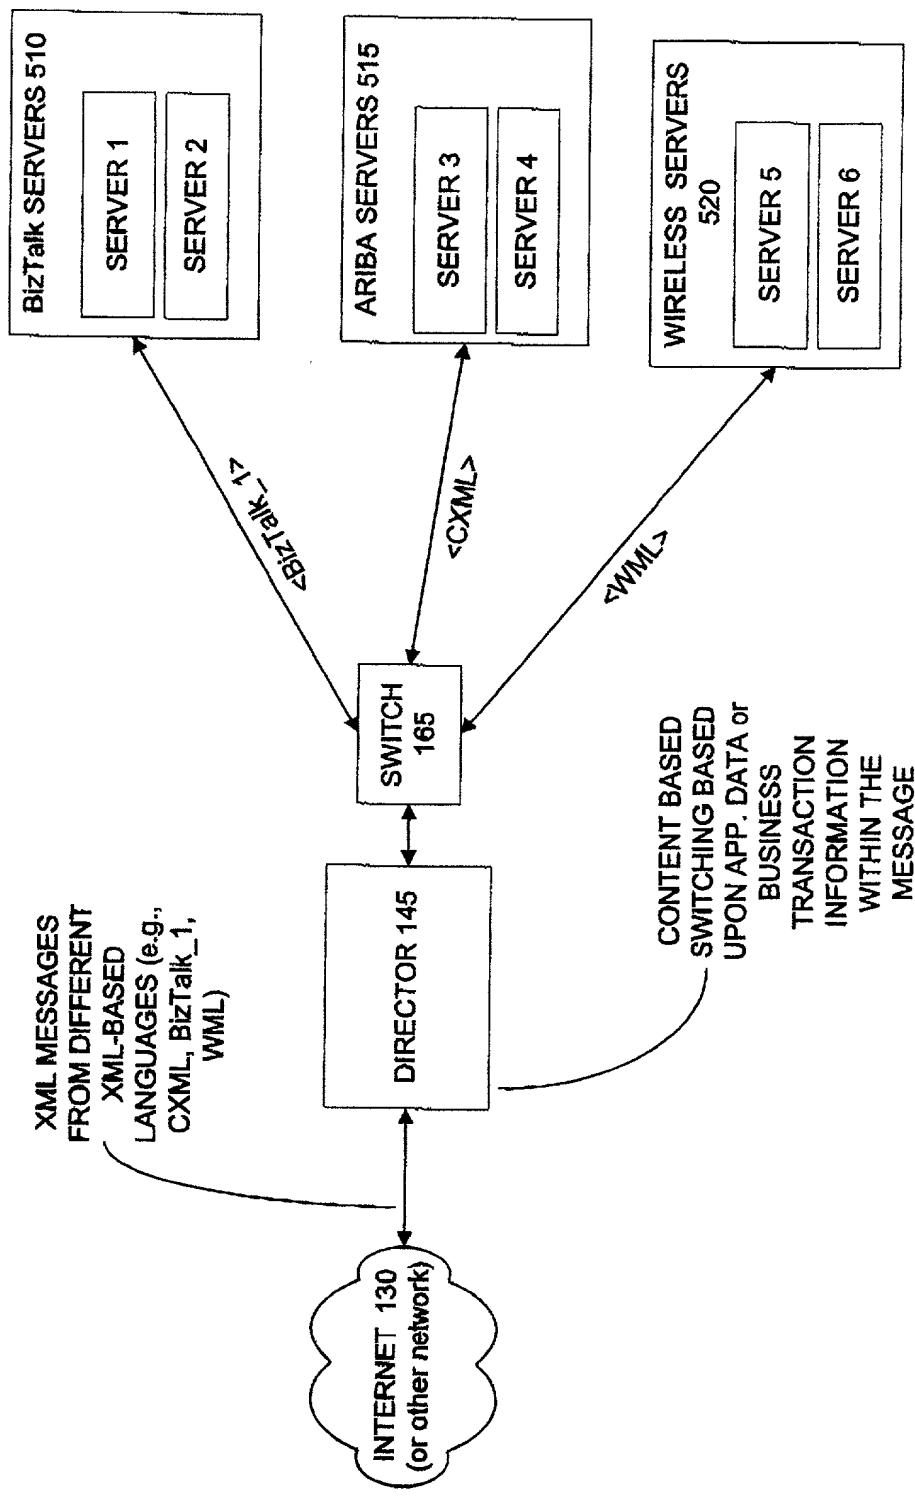 XML MESSAGES
FROM DIFFERENT
XML-BASED
LANGUAGES (e.g.,
CXML, BizTalk_1,
WML)
INTERNET 130
(or other network)
DIRECTOR 145
SWITCH
165
CONTENT BASED
SWITCHING BASED
UPON APP. DATA or
BUSINESS
TRANSACTION
INFORMATION
WITHIN THE
MESSAGE
<BizTalk_1>
<CXML>
<WML>
BizTalk SERVERS 510
SERVER 1
SERVER 2
ARIBA SERVERS 515
SERVER 3
SERVER 4
WIRELESS SERVERS
520
SERVER 5
SERVER 6